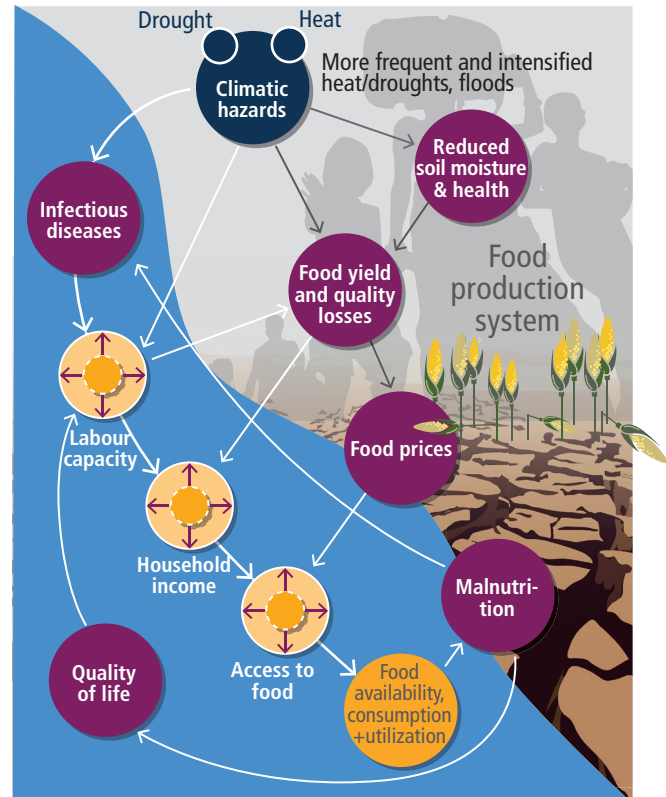 Drought
Heat
Climatic
hazards
More frequent and intensified
heat/droughts, floods
Reduced
soil moisture
& health
Infectious
diseases
Food yield
and quality
losses
Food
production
system
Labour
capacity
Food prices
Household
income
Malnutri-
tion
Access to
food
Quality
of life
Food
availability,
consumption
+utilization